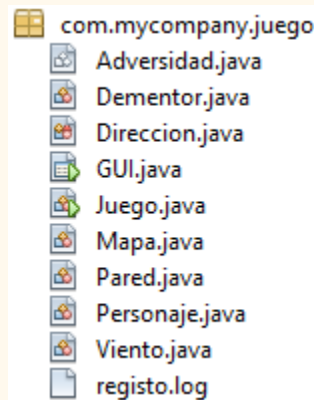 com.mycompany.juego
Adversidad.java
Dementor.java
Direccion.java
GUI.java
Juego.java
Mapa.java
Pared.java
Personaje.java
Viento.java
registo.log